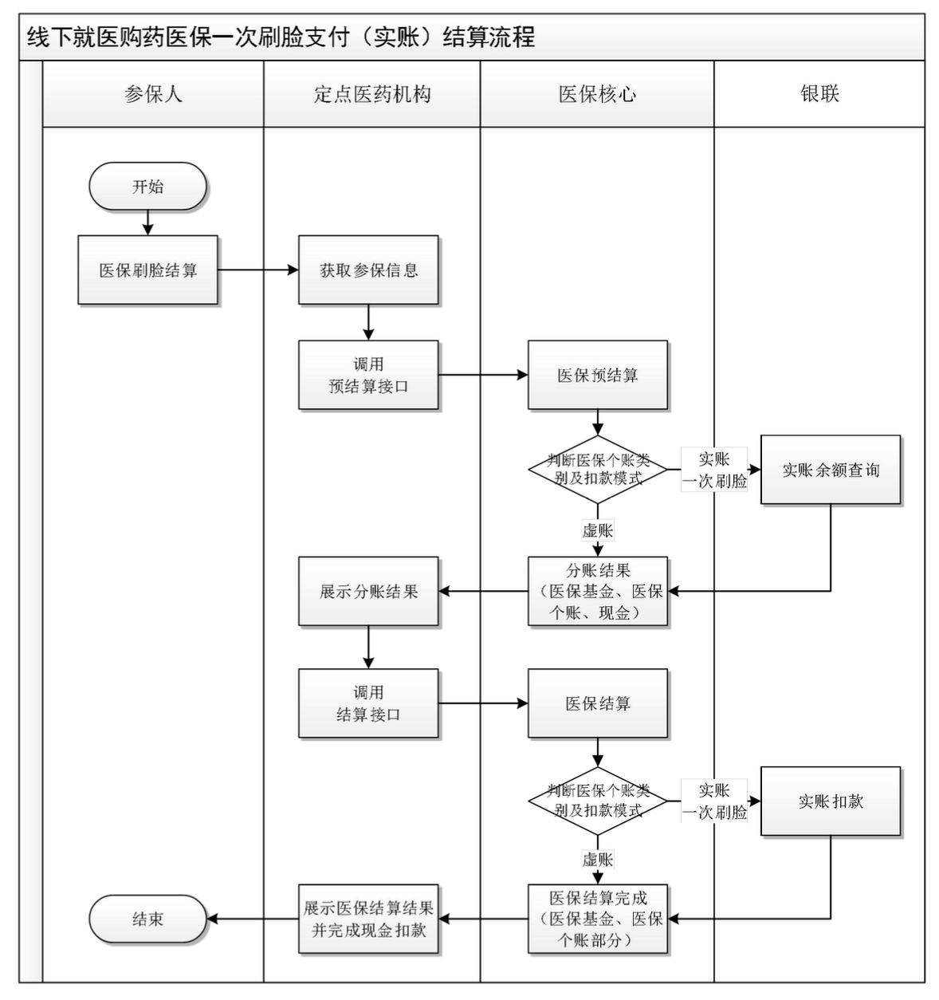 线下就医购药医保一次刷脸支付（实账）结算流程
参保人
定点医药机构
医保核心
银联
开始
医保刷脸结算
获取参保信息
调用
预结算接口
医保预结算
判断医保个账类
别及扣款模式
实账
一次刷脸
实账余额查询
虚账
分账结果
（医保基金、医保
个账、现金）
展示分账结果
调用
结算接口
医保结算
判断医保个账类
别及扣款模式
实账
一次刷脸
实账扣款
虚账
医保结算完成
（医保基金、医保
个账部分）
展示医保结算结果
并完成现金扣款
结束